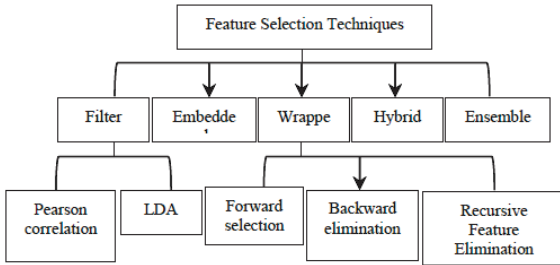 Feature Selection Techniques
Filter
Embedde
Wrappe
Hybrid
Ensemble
Pearson
correlation
LDA
Forward
selection
Backward
elimination
Recursive
Feature
Elimination